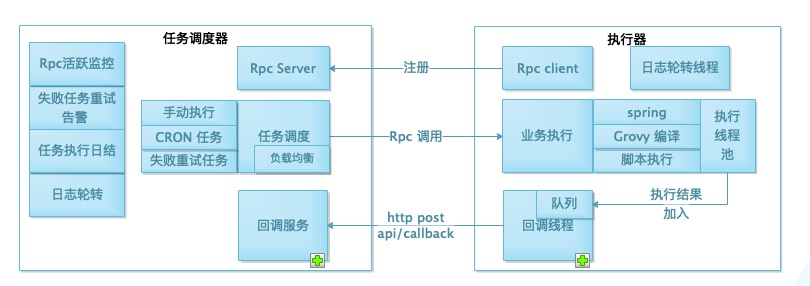 任务调度器
Rpc活跃监控
失败任务重试
告警
任务执行日结
日志轮转
Rpc Server
手动执行
CRON 任务
失败重试任务
任务调度
负载均衡
回调服务
注册
Rpc 调用
http post
api/callback
执行器
Rpc client
日志轮转线程
业务执行
spring
Grovy 编译
脚本执行
执行
线程
池
执行结果
加入
队列
回调线程